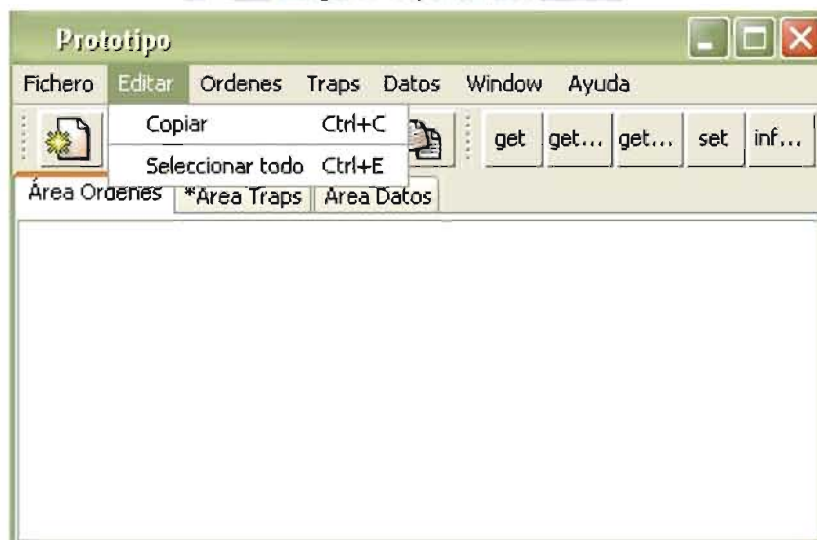 Prototipo
Fichero Editar Ordenes Traps Datos Window Ayuda
Copiar Ctrl+C
get get... get... set inf...
Seleccionar todo Ctrl+E
Área Ordenes *Area Traps Area Datos